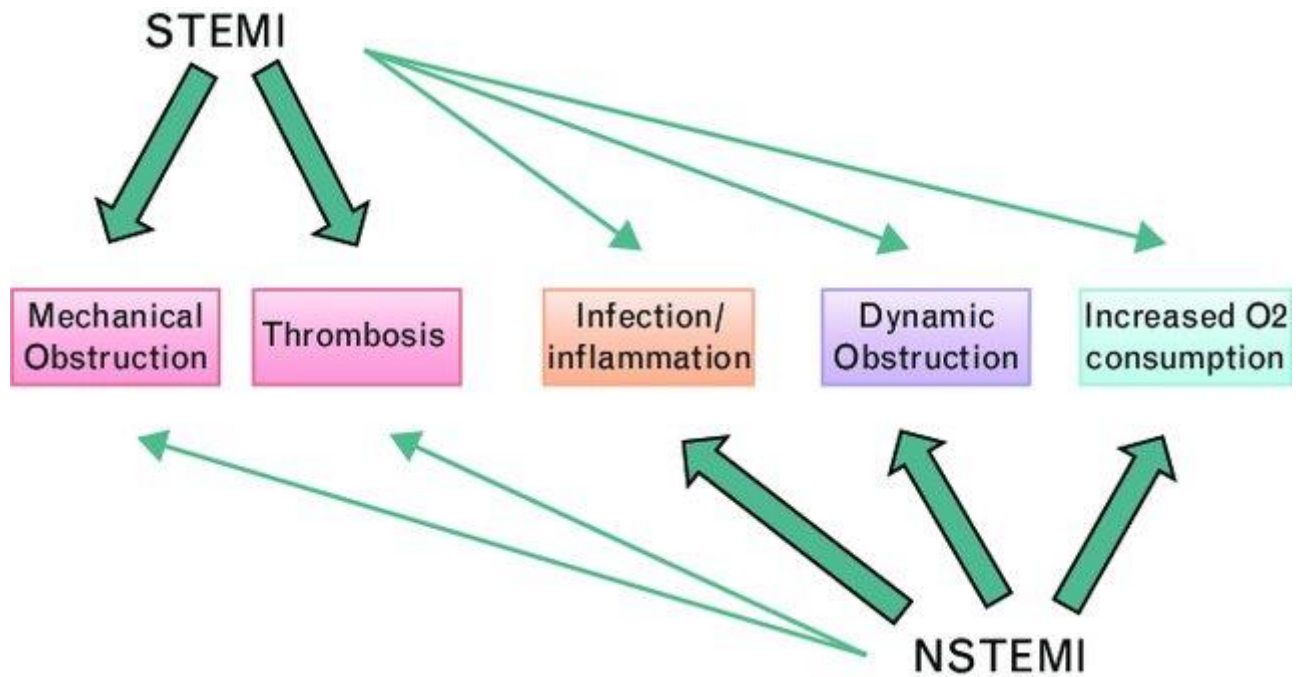 STEMI
Mechanical
Obstruction
Thrombosis
Infection/
inflammation
Dynamic
Obstruction
Increased O2
consumption
NSTEMI